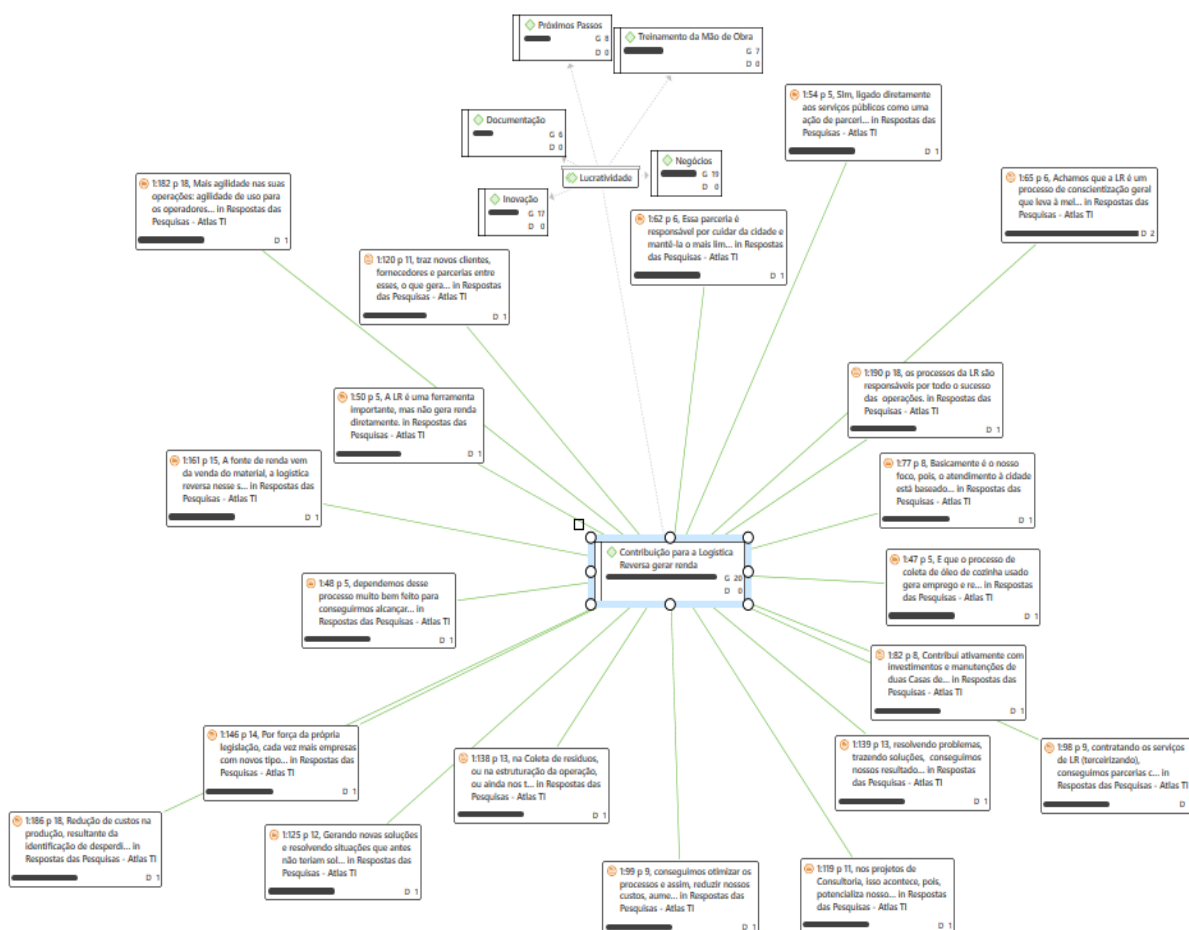 Próximos Passos
G 8
D 0
Treinamento da Mão de Obra
G 7
D 0
1:54 p 5, SIm, ligado diretamente
aos serviços públicos como uma
ação de parceri... in Respostas das
Pesquisas - Atlas TI
D 1
Documentação
G 6
D 0
Negócios
G 19
D 0
Lucratividade
Inovação
G 17
D 0
1:182 p 18, Mais agilidade nas suas
operações: agilidade de uso para
os operadores... in Respostas das
Pesquisas - Atlas TI
D 1
1:65 p 6, Achamos que a LR é um
processo de conscientização geral
que leva à mel... in Respostas das
Pesquisas - Atlas TI
D 2
1:62 p 6, Essa parceria é
responsável por cuidar da cidade e
mantê-la o mais lim... in Respostas
das Pesquisas - Atlas TI
D 1
1:120 p 11, traz novos clientes,
fornecedores e parcerias entre
esses, o que gera... in Respostas
das Pesquisas - Atlas TI
D 1
1:190 p 18, os processos da LR são
responsáveis por todo o sucesso
das operações. in Respostas das
Pesquisas - Atlas TI
D 1
1:50 p 5, A LR é uma ferramenta
importante, mas não gera renda
diretamente. in Respostas das
Pesquisas - Atlas TI
D 1
1:161 p 15, A fonte de renda vem
da venda do material, a logística
reversa nesse s... in Respostas das
Pesquisas - Atlas TI
D 1
1:77 p 8, Basicamente é o nosso
foco, pois, o atendimento à cidade
está baseado... in Respostas das
Pesquisas - Atlas TI
D 1
Contribuição para a Logística
Reversa gerar renda
G 20
D 0
1:47 p 5, E que o processo de
coleta de óleo de cozinha usado
gera emprego e re... in Respostas
das Pesquisas - Atlas TI
D 1
1:48 p 5, dependemos desse
processo muito bem feito para
conseguirmos alcançar... in
Respostas das Pesquisas - Atlas TI
D 1
1:82 p 8, Contribui ativamente com
investimentos e manutenções de
duas Casas de... in Respostas das
Pesquisas - Atlas TI
D 1
1:146 p 14, Por força da própria
legislação, cada vez mais empresas
com novos tipo... in Respostas das
Pesquisas - Atlas TI
D 1
1:138 p 13, na Coleta de resíduos,
ou na estruturação da operação,
ou ainda nos t... in Respostas das
Pesquisas - Atlas TI
D 1
1:139 p 13, resolvendo problemas,
trazendo soluções, conseguimos
nossos resultado... in Respostas
das Pesquisas - Atlas TI
D 1
1:98 p 9, contratando os serviços
de LR (terceirizando),
conseguimos parcerias c... in
Respostas das Pesquisas - Atlas TI
D
1:186 p 18, Redução de custos na
produção, resultante da
identificação de desperdi... in
Respostas das Pesquisas - Atlas TI
D 1
1:125 p 12, Gerando novas soluções
e resolvendo situações que antes
não teriam sol... in Respostas das
Pesquisas - Atlas TI
D 1
1:99 p 9, conseguimos otimizar os
processos e assim, reduzir nossos
custos, aume... in Respostas das
Pesquisas - Atlas TI
D 1
1:119 p 11, nos projetos de
Consultoria, isso acontece, pois,
potencializa nosso... in Respostas
das Pesquisas - Atlas TI
D 1